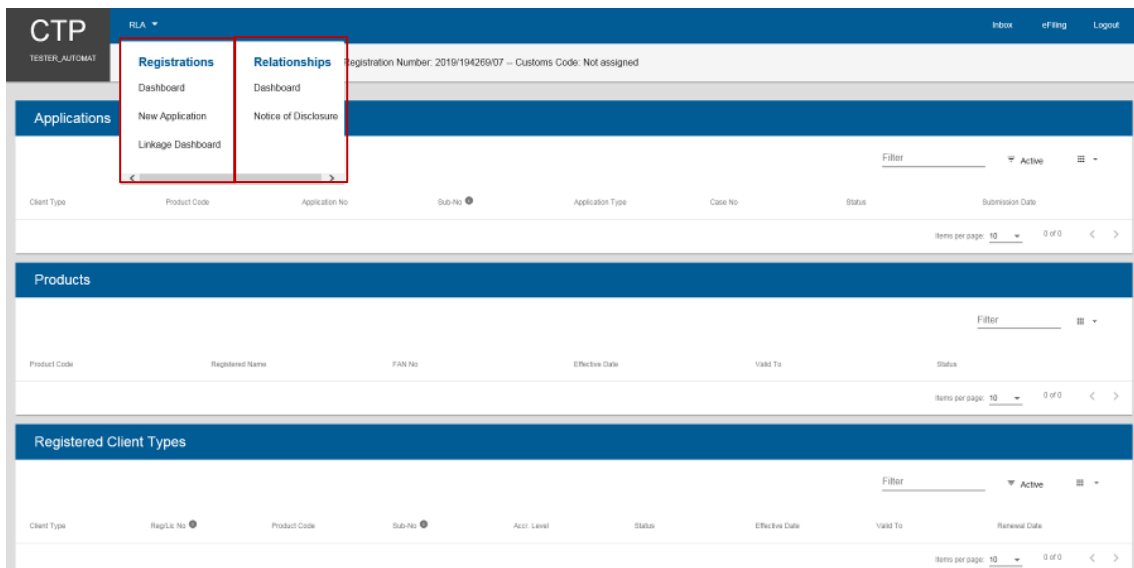 CTP
TESTER_AUTOMAT
RLA
Inbox eFiling Logout
Registration Number: 2019/194269/07 -- Customs Code: Not assigned
Registrations
Dashboard
New Application
Linkage Dashboard
Relationships
Dashboard
Notice of Disclosure
Applications
Filter Active
Client Type Product Code Application No Sub-No Application Type Case No Status Submission Date
Items per page: 10 0 of 0
Products
Filter
Product Code Registered Name FAN No Effective Date Valid To Status
Items per page: 10 0 of 0
Registered Client Types
Filter Active
Client Type Reg/Lic No Product Code Sub-No Accr. Level Status Effective Date Valid To Renewal Date
Items per page: 10 0 of 0